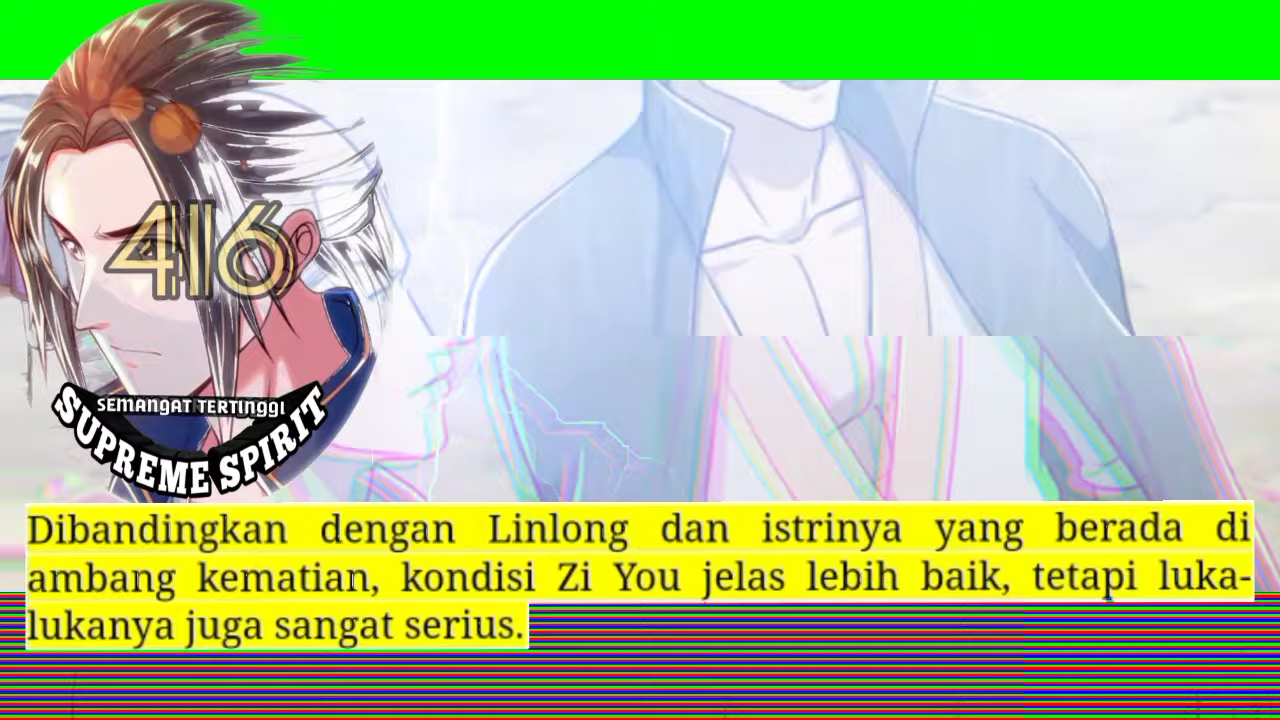 416
SEMANGAT TERTINGGI
SUPREME SPIRIT
Dibandingkan dengan Linlong dan istrinya yang berada di
ambang kematian, kondisi Zi You jelas lebih baik, tetapi luka-
lukanya juga sangat serius.